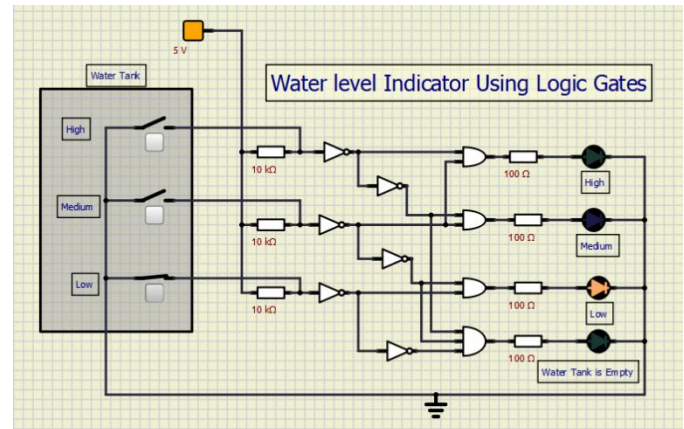 5 V
Water Tank
Water level Indicator Using Logic Gates
High
10 kΩ
100 Ω
High
Medium
10 kΩ
100 Ω
Medium
Low
10 kΩ
100 Ω
Low
100 Ω
Water Tank is Empty